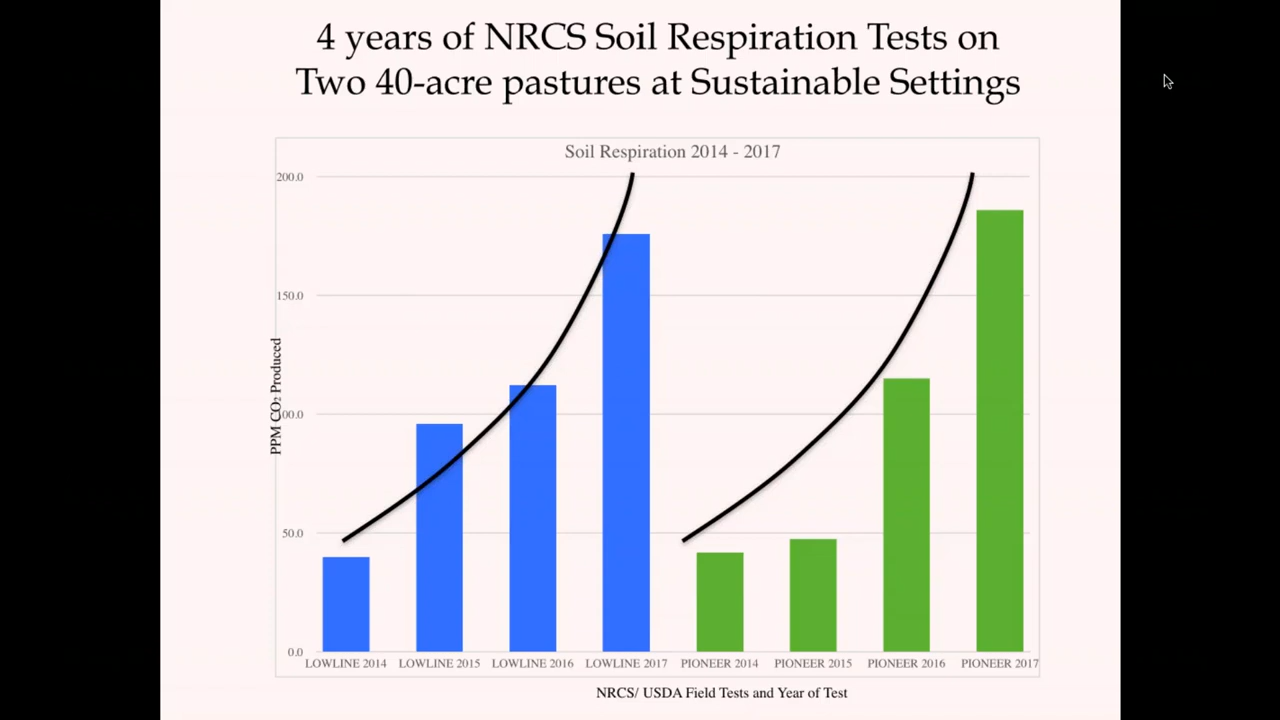 4 years of NRCS Soil Respiration Tests on
Two 40-acre pastures at Sustainable Settings
Soil Respiration 2014 - 2017
200.0
150.0
00.0
50.0
0.0
PPM CO₂ Produced
LOWLINE 2014 LOWLINE 2015 LOWLINE 2016 LOWLINE 2017 PIONEER 2014 PIONEER 2015 PIONEER 2016 PIONEER 2017
NRCS/ USDA Field Tests and Year of Test